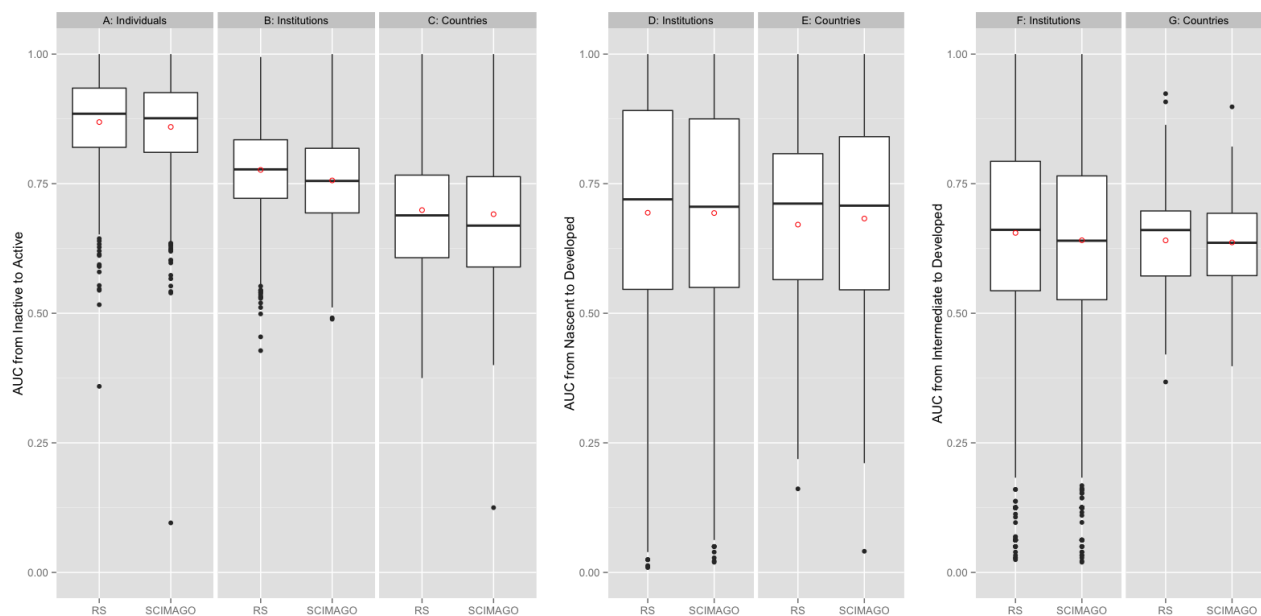 A: Individuals
B: Institutions
C: Countries
AUC from Inactive to Active
1.00
0.75
0.50
0.25
0.00
RS
SCIMAGO
RS
SCIMAGO
RS
SCIMAGO
D: Institutions
E: Countries
AUC from Nascent to Developed
1.00
0.75
0.50
0.25
0.00
RS
SCIMAGO
RS
SCIMAGO
F: Institutions
G: Countries
AUC from Intermediate to Developed
1.00
0.75
0.50
0.25
0.00
RS
SCIMAGO
RS
SCIMAGO